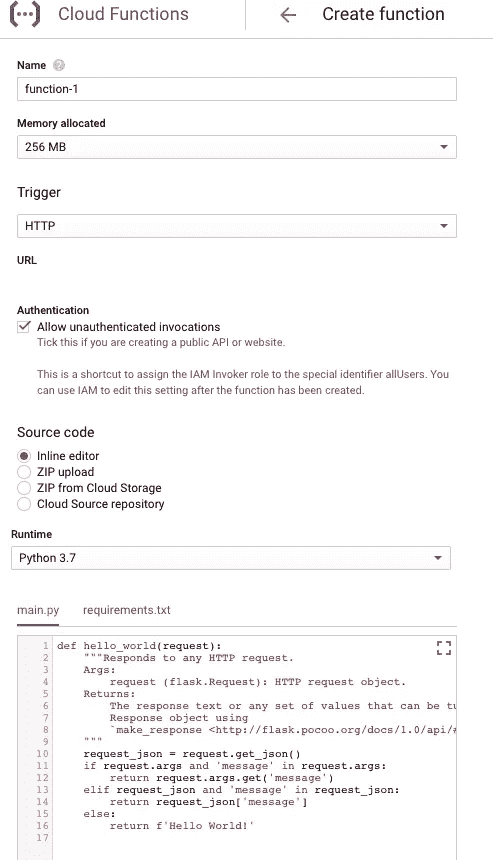 Cloud Functions
Create function
Name
function-1
Memory allocated
256 MB
Trigger
HTTP
URL
Authentication
Allow unauthenticated invocations
Tick this if you are creating a public API or website.
This is a shortcut to assign the IAM Invoker role to the special identifier allUsers. You
can use IAM to edit this setting after the function has been created.
Source code
Inline editor
ZIP upload
ZIP from Cloud Storage
Cloud Source repository
Runtime
Python 3.7
main.py requirements.txt
1 def hello_world(request):
2 """Responds to any HTTP request.
3 Args:
4 request (flask.Request): HTTP request object.
5 Returns:
6 The response text or any set of values that can be tu
7 Response object using
8 `make_response <http://flask.pocoo.org/docs/1.0/api/#
9 """
10 request_json = request.get_json()
11 if request.args and 'message' in request.args:
12 return request.args.get('message')
13 elif request_json and 'message' in request_json:
14 return request_json['message']
15 else:
16 return f'Hello World!'
17